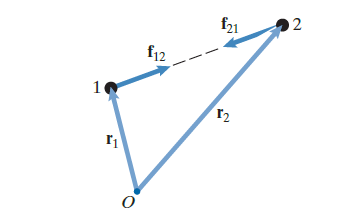 f₂₁
2
f₁₂
1
r₂
r₁
O